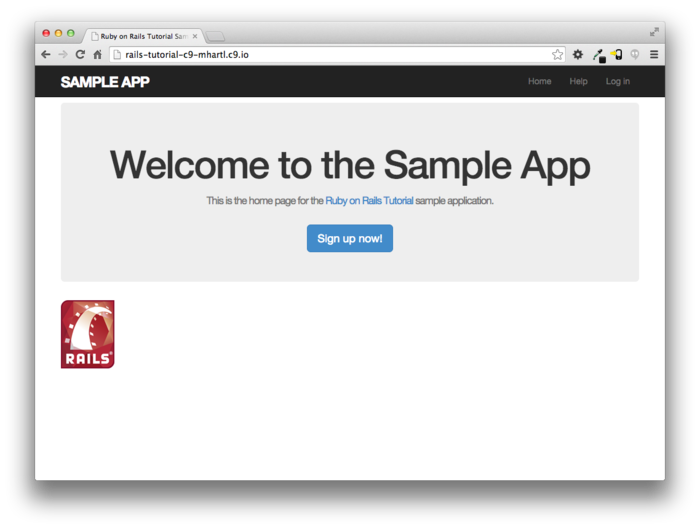 Ruby on Rails Tutorial Sam
rails-tutorial-c9-mhartl.c9.io
SAMPLE APP
Home Help Log in
Welcome to the Sample App
This is the home page for the Ruby on Rails Tutorial sample application.
Sign up now!
RAILS